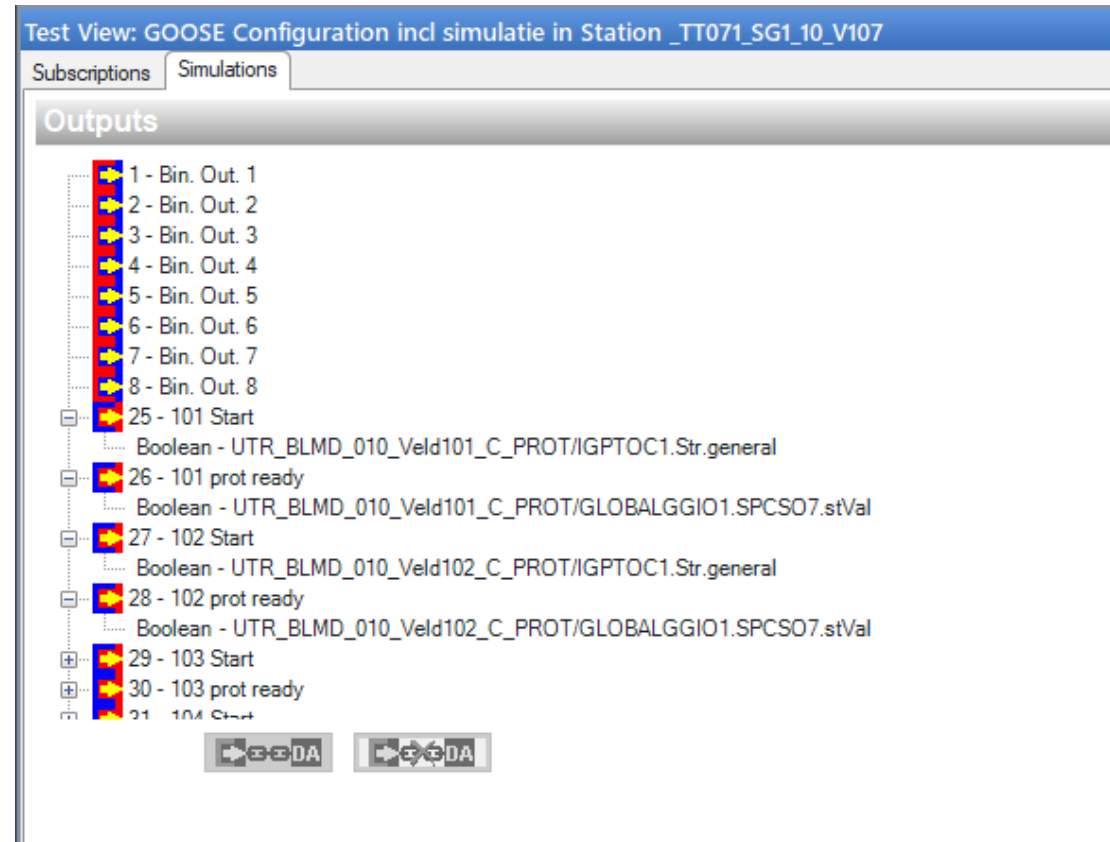 Test View: GOOSE Configuration incl simulatie in Station _TT071_SG1_10_V107
Subscriptions Simulations
Outputs
1 - Bin. Out. 1
2 - Bin. Out. 2
3 - Bin. Out. 3
4 - Bin. Out. 4
5 - Bin. Out. 5
6 - Bin. Out. 6
7 - Bin. Out. 7
8 - Bin. Out. 8
25 - 101 Start
Boolean - UTR_BLMD_010_Veld101_C_PROT/IGPTOC1.Str.general
26 - 101 prot ready
Boolean - UTR_BLMD_010_Veld101_C_PROT/GLOBALGGIO1.SPCSO7.stVal
27 - 102 Start
Boolean - UTR_BLMD_010_Veld102_C_PROT/IGPTOC1.Str.general
28 - 102 prot ready
Boolean - UTR_BLMD_010_Veld102_C_PROT/GLOBALGGIO1.SPCSO7.stVal
29 - 103 Start
30 - 103 prot ready
31 - 104 Start
DA DA